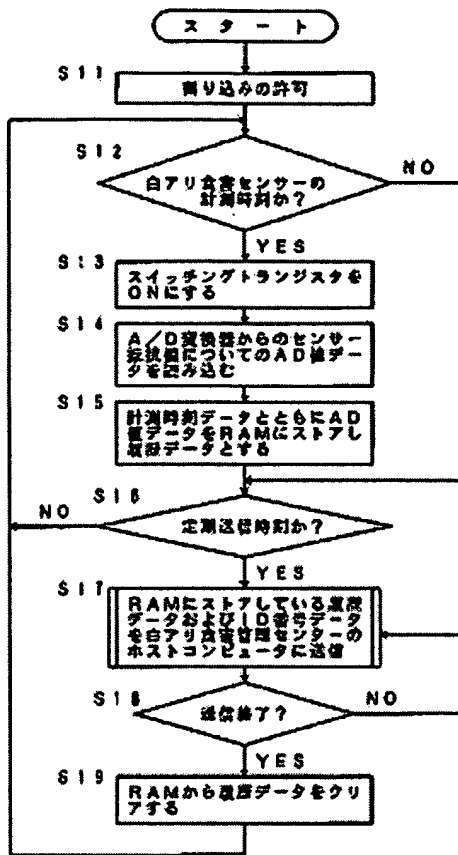 スタート
S11
割り込みの許可
S12
NO
白アリ食害センサーの
計測時刻か？
YES
S13
スイッチングトランジスタを
ONにする
S14
A／D変換器からのセンサー
抵抗値についてのAD値デー
タを読み込む
S15
計測時刻データとともにAD
値データをRAMにストアし
履歴データとする
S16
NO
定期送信時刻か？
YES
S17
RAMにストアしている履歴
データおよびID番号データ
を白アリ食害管理センターの
ホストコンピュータに送信
S18
NO
送信終了？
YES
S19
RAMから履歴データをクリ
アする